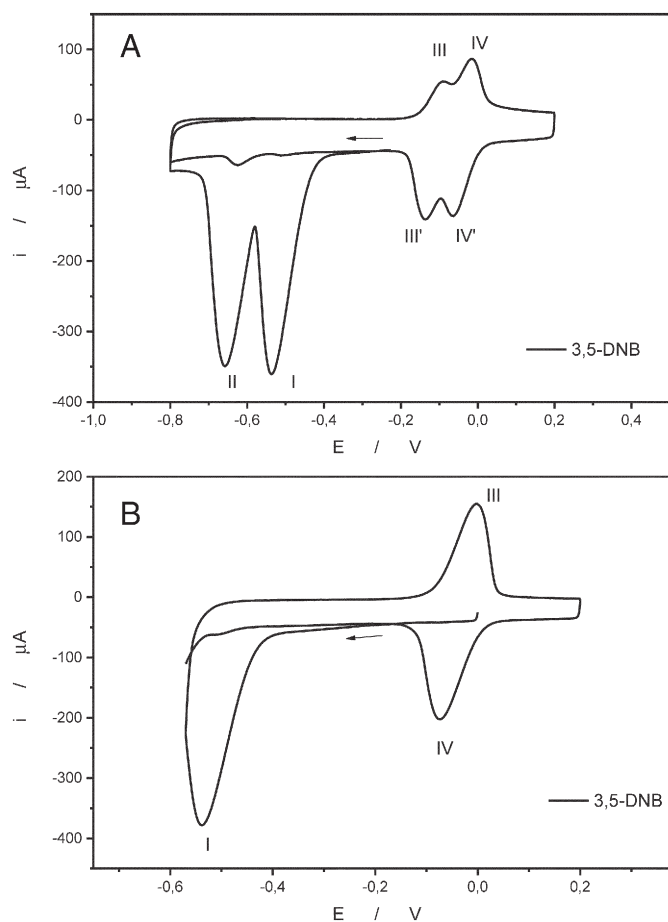 A
III
IV
100
0
-100
-200
-300
-400
i / µA
III'
IV'
II
I
3,5-DNB
-1,0
-0,8
-0,6
-0,4
-0,2
0,0
0,2
0,4
E / V
B
III
200
100
0
-100
-200
-300
-400
i / µA
IV
I
3,5-DNB
-0,6
-0,4
-0,2
0,0
0,2
E / V